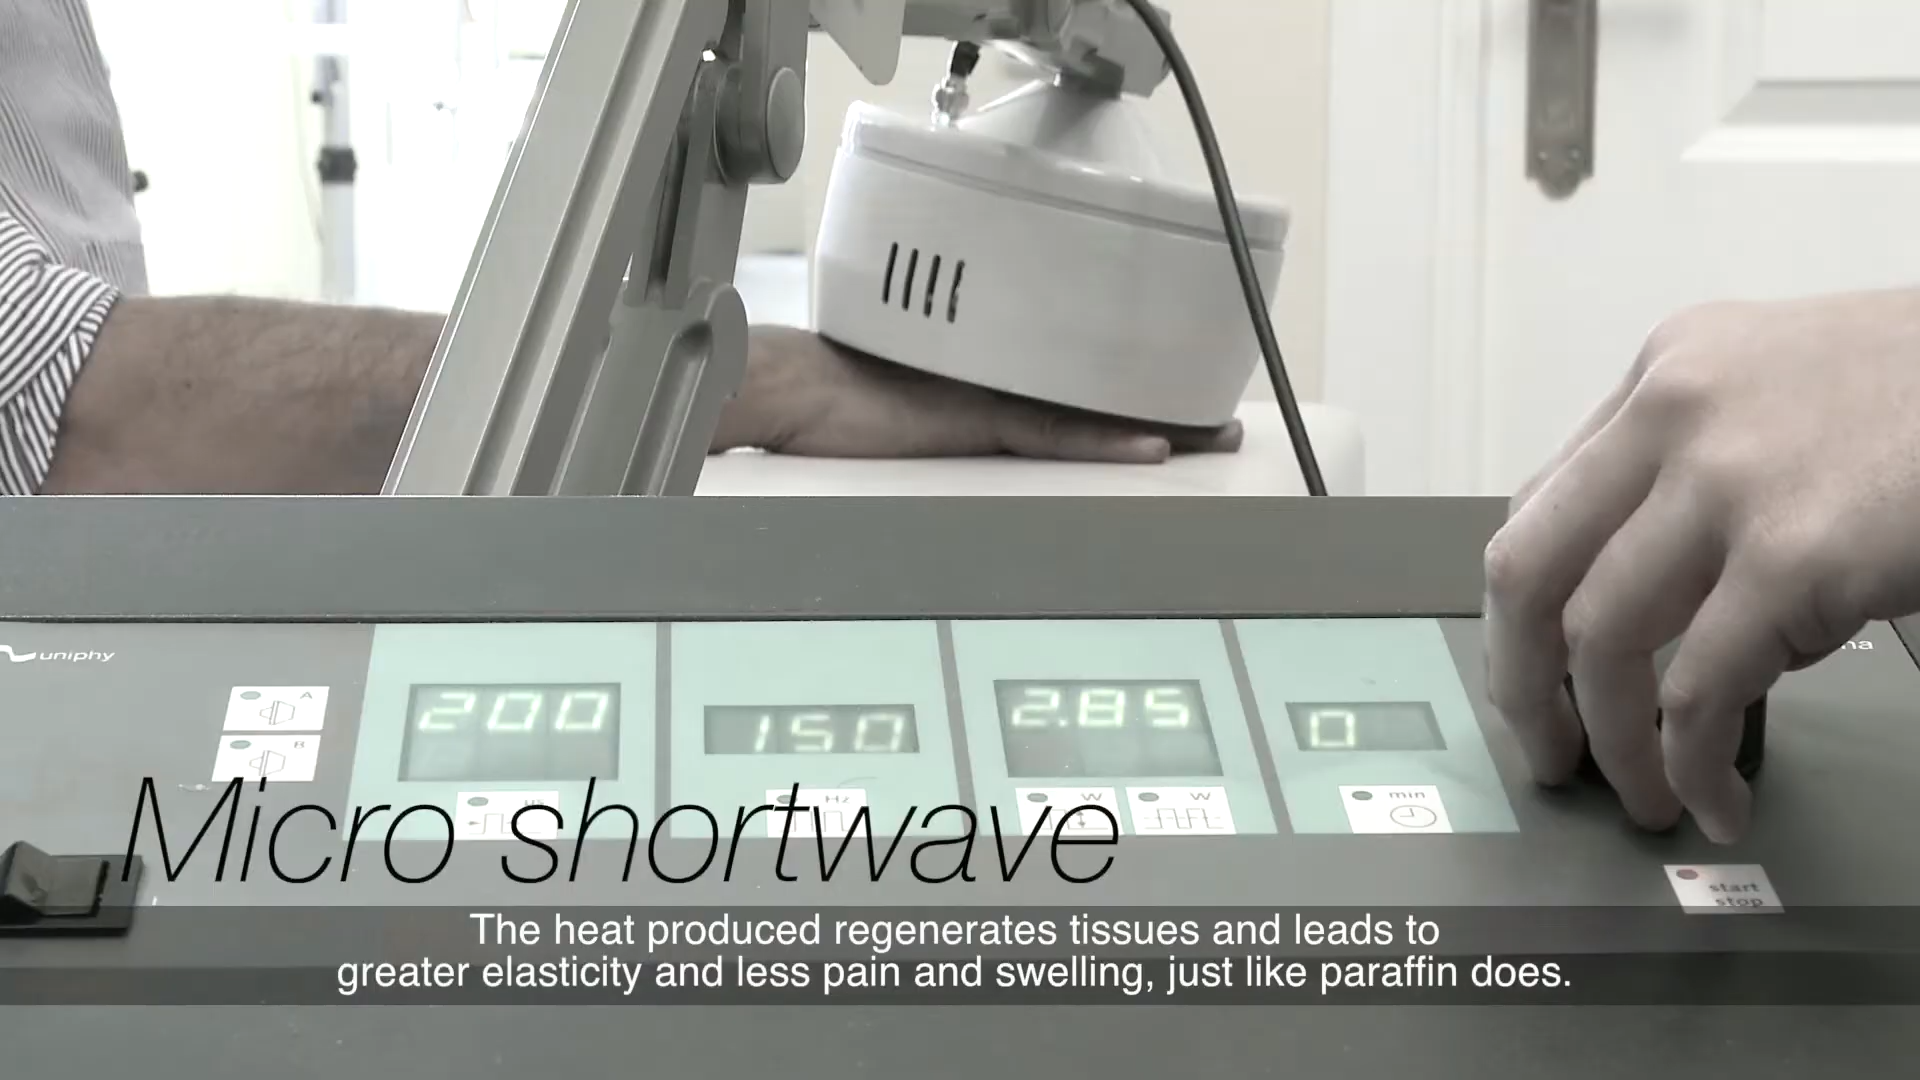 uniphy
A
B
200
150
2.85
0
Hz
W
W
min
Micro shortwave
start
stop
The heat produced regenerates tissues and leads to
greater elasticity and less pain and swelling, just like paraffin does.